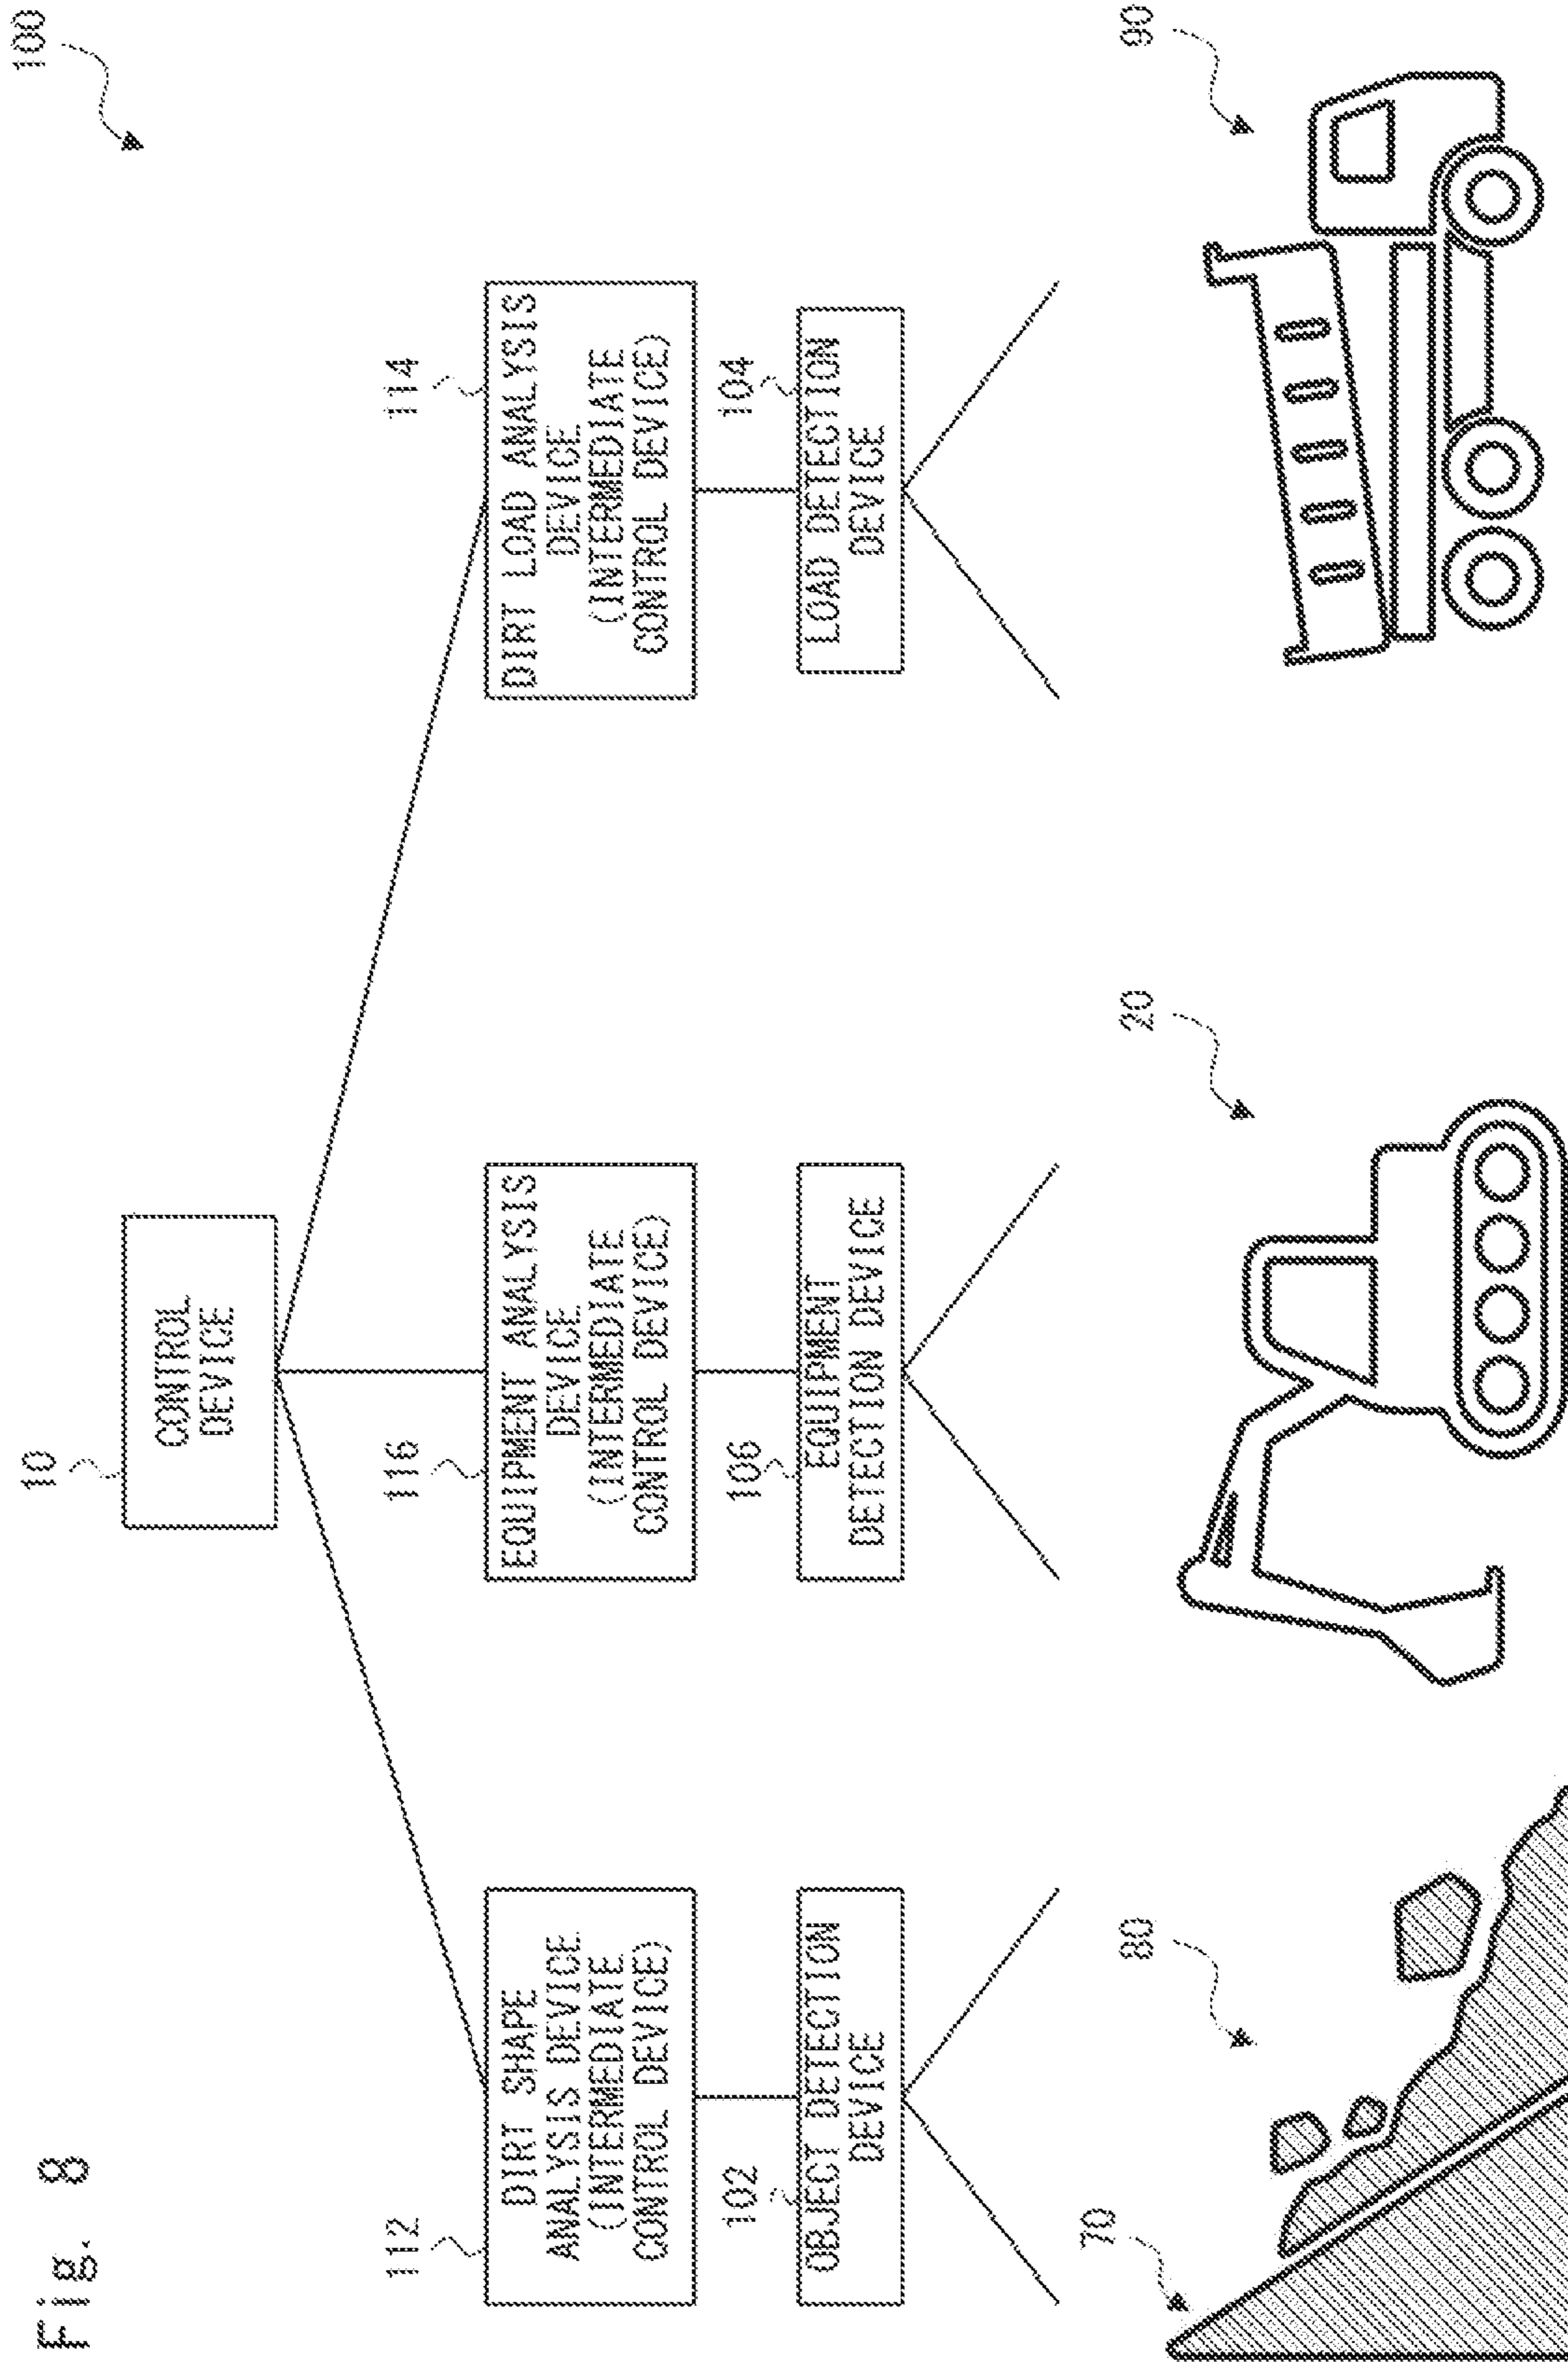 Fig. 8
100
10
CONTROL
DEVICE
112
DIRT SHAPE
ANALYSIS DEVICE
(INTERMEDIATE
CONTROL DEVICE)
116
EQUIPMENT ANALYSIS
DEVICE
(INTERMEDIATE
CONTROL DEVICE)
114
DIRT LOAD ANALYSIS
DEVICE
(INTERMEDIATE
CONTROL DEVICE)
102
OBJECT DETECTION
DEVICE
106
EQUIPMENT
DETECTION DEVICE
104
LOAD DETECTION
DEVICE
70
80
20
90